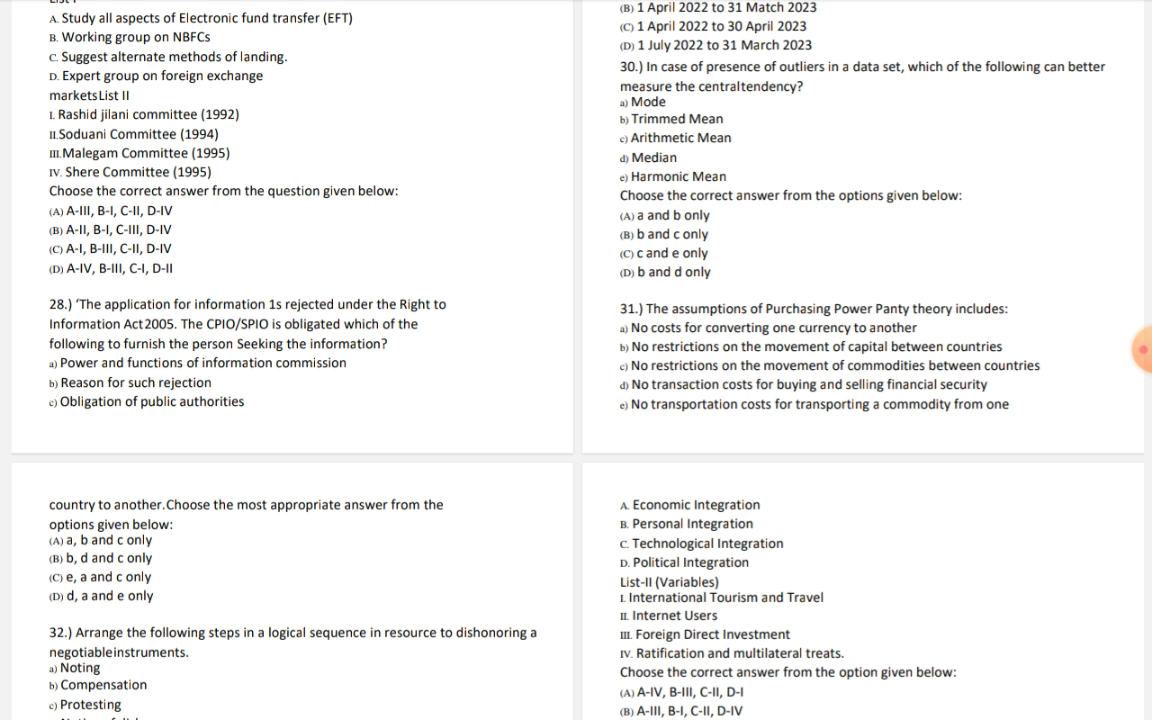 A. Study all aspects of Electronic fund transfer (EFT)
B. Working group on NBFCs
C. Suggest alternate methods of landing.
D. Expert group on foreign exchange
marketsList II
I. Rashid jilani committee (1992)
II.Soduani Committee (1994)
III.Malegam Committee (1995)
IV. Shere Committee (1995)
Choose the correct answer from the question given below:
(A) A-III, B-I, C-II, D-IV
(B) A-II, B-I, C-III, D-IV
(C) A-I, B-III, C-II, D-IV
(D) A-IV, B-III, C-I, D-II
28.) ‘The application for information 1s rejected under the Right to
Information Act 2005. The CPIO/SPIO is obligated which of the
following to furnish the person Seeking the information?
a) Power and functions of information commission
b) Reason for such rejection
c) Obligation of public authorities
(B) 1 April 2022 to 31 Match 2023
(C) 1 April 2022 to 30 April 2023
(D) 1 July 2022 to 31 March 2023
30.) In case of presence of outliers in a data set, which of the following can better
measure the centraltendency?
a) Mode
b) Trimmed Mean
c) Arithmetic Mean
d) Median
e) Harmonic Mean
Choose the correct answer from the options given below:
(A) a and b only
(B) b and c only
(C) c and e only
(D) b and d only
31.) The assumptions of Purchasing Power Panty theory includes:
a) No costs for converting one currency to another
b) No restrictions on the movement of capital between countries
c) No restrictions on the movement of commodities between countries
d) No transaction costs for buying and selling financial security
e) No transportation costs for transporting a commodity from one
country to another.Choose the most appropriate answer from the
options given below:
(A) a, b and c only
(B) b, d and c only
(C) e, a and c only
(D) d, a and e only
32.) Arrange the following steps in a logical sequence in resource to dishonoring a
negotiableinstruments.
a) Noting
b) Compensation
c) Protesting
A. Economic Integration
B. Personal Integration
C. Technological Integration
D. Political Integration
List-II (Variables)
I. International Tourism and Travel
II. Internet Users
III. Foreign Direct Investment
IV. Ratification and multilateral treats.
Choose the correct answer from the option given below:
(A) A-IV, B-III, C-II, D-I
(B) A-III, B-I, C-II, D-IV